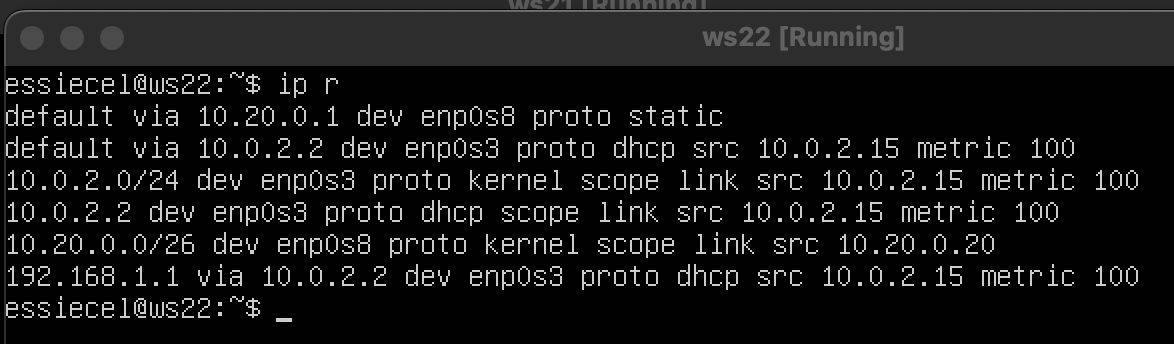 ws21 [Running]
ws22 [Running]
essiecel@ws22:~$ ip r
default via 10.20.0.1 dev enp0s8 proto static
default via 10.0.2.2 dev enp0s3 proto dhcp src 10.0.2.15 metric 100
10.0.2.0/24 dev enp0s3 proto kernel scope link src 10.0.2.15 metric 100
10.0.2.2 dev enp0s3 proto dhcp scope link src 10.0.2.15 metric 100
10.20.0.0/26 dev enp0s8 proto kernel scope link src 10.20.0.20
192.168.1.1 via 10.0.2.2 dev enp0s3 proto dhcp src 10.0.2.15 metric 100
essiecel@ws22:~$ _